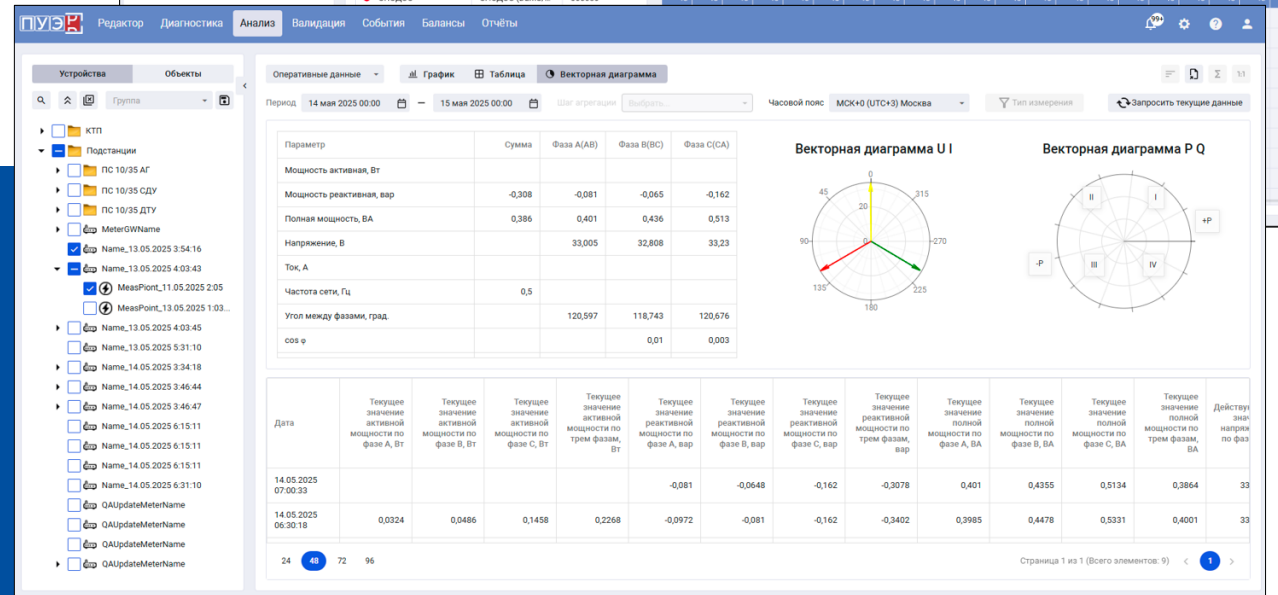 ПУЭР Редактор Диагностика Анализ Валидация События Балансы Отчёты 99+
Устройства Объекты
Группа
КТП
Подстанции
ПС 10/35 АГ
ПС 10/35 СДУ
ПС 10/35 ДТУ
MeterGWName
Name_13.05.2025 3:54:16
Name_13.05.2025 4:03:43
MeasPiont_11.05.2025 2:05
MeasPoint_13.05.2025 1:03...
Name_13.05.2025 4:03:45
Name_13.05.2025 5:31:10
Name_14.05.2025 3:34:18
Name_14.05.2025 3:46:44
Name_14.05.2025 3:46:47
Name_14.05.2025 6:15:11
Name_14.05.2025 6:15:11
Name_14.05.2025 6:15:11
Name_14.05.2025 6:31:10
QAUpdateMeterName
QAUpdateMeterName
QAUpdateMeterName
QAUpdateMeterName
Оперативные данные График Таблица Векторная диаграмма Σ 1:1
Период 14 мая 2025 00:00 — 15 мая 2025 00:00 Шаг агрегации Выбрать... Часовой пояс МСК+0 (UTC+3) Москва Тип измерения Запросить текущие данные
Параметр Сумма Фаза A(AB) Фаза B(BC) Фаза C(CA)
Мощность активная, Вт
Мощность реактивная, вар -0,308 -0,081 -0,065 -0,162
Полная мощность, ВА 0,386 0,401 0,436 0,513
Напряжение, В 33,005 32,808 33,23
Ток, А
Частота сети, Гц 0,5
Угол между фазами, град. 120,597 118,743 120,676
cos φ 0,01 0,003
Векторная диаграмма U I
0
45 315
20
90 0 270
135 225
180
Векторная диаграмма P Q
II I
+P
-P III IV
Дата
Текущее
значение
активной
мощности по
фазе A, Вт
Текущее
значение
активной
мощности по
фазе B, Вт
Текущее
значение
активной
мощности по
фазе C, Вт
Текущее
значение
активной
мощности по
трем фазам,
Вт
Текущее
значение
реактивной
мощности по
фазе A, вар
Текущее
значение
реактивной
мощности по
фазе B, вар
Текущее
значение
реактивной
мощности по
фазе C, вар
Текущее
значение
реактивной
мощности по
трем фазам,
вар
Текущее
значение
полной
мощности по
фазе A, ВА
Текущее
значение
полной
мощности по
фазе B, ВА
Текущее
значение
полной
мощности по
фазе C, ВА
Текущее
значение
полной
мощности по
трем фазам,
ВА
Действу
знач
напряж
по фаз
14.05.2025
07:00:33 -0,081 -0,0648 -0,162 -0,3078 0,401 0,4355 0,5134 0,3864 33
14.05.2025
06:30:18 0,0324 0,0486 0,1458 0,2268 -0,0972 -0,081 -0,162 -0,3402 0,3985 0,4478 0,5331 0,4001 33
24 48 72 96 Страница 1 из 1 (Всего элементов: 9) < 1 >